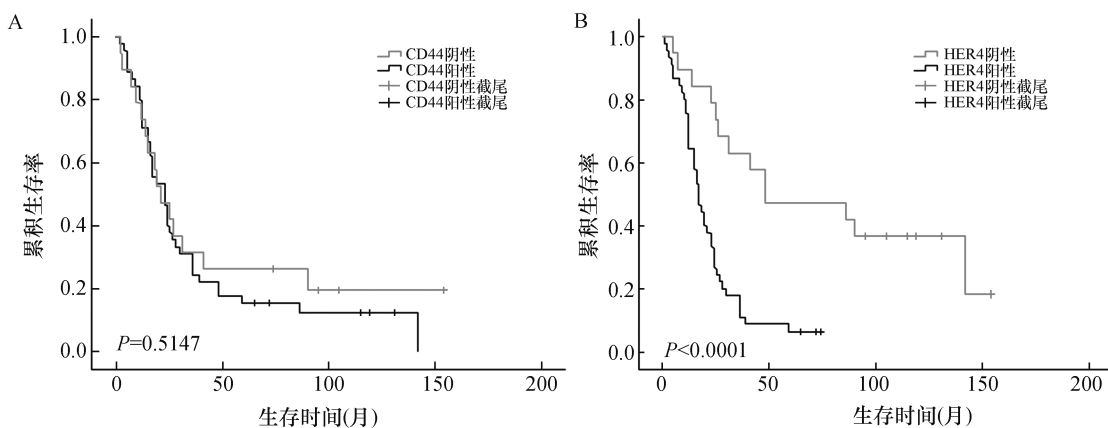 A
累积生存率
1.0
0.8
0.6
0.4
0.2
0.0
CD44阴性
CD44阳性
CD44阴性截尾
CD44阳性截尾
P=0.5147
0 50 100 150 200
生存时间(月)
B
累积生存率
1.0
0.8
0.6
0.4
0.2
0.0
HER4阴性
HER4阳性
HER4阴性截尾
HER4阳性截尾
P<0.0001
0 50 100 150 200
生存时间(月)